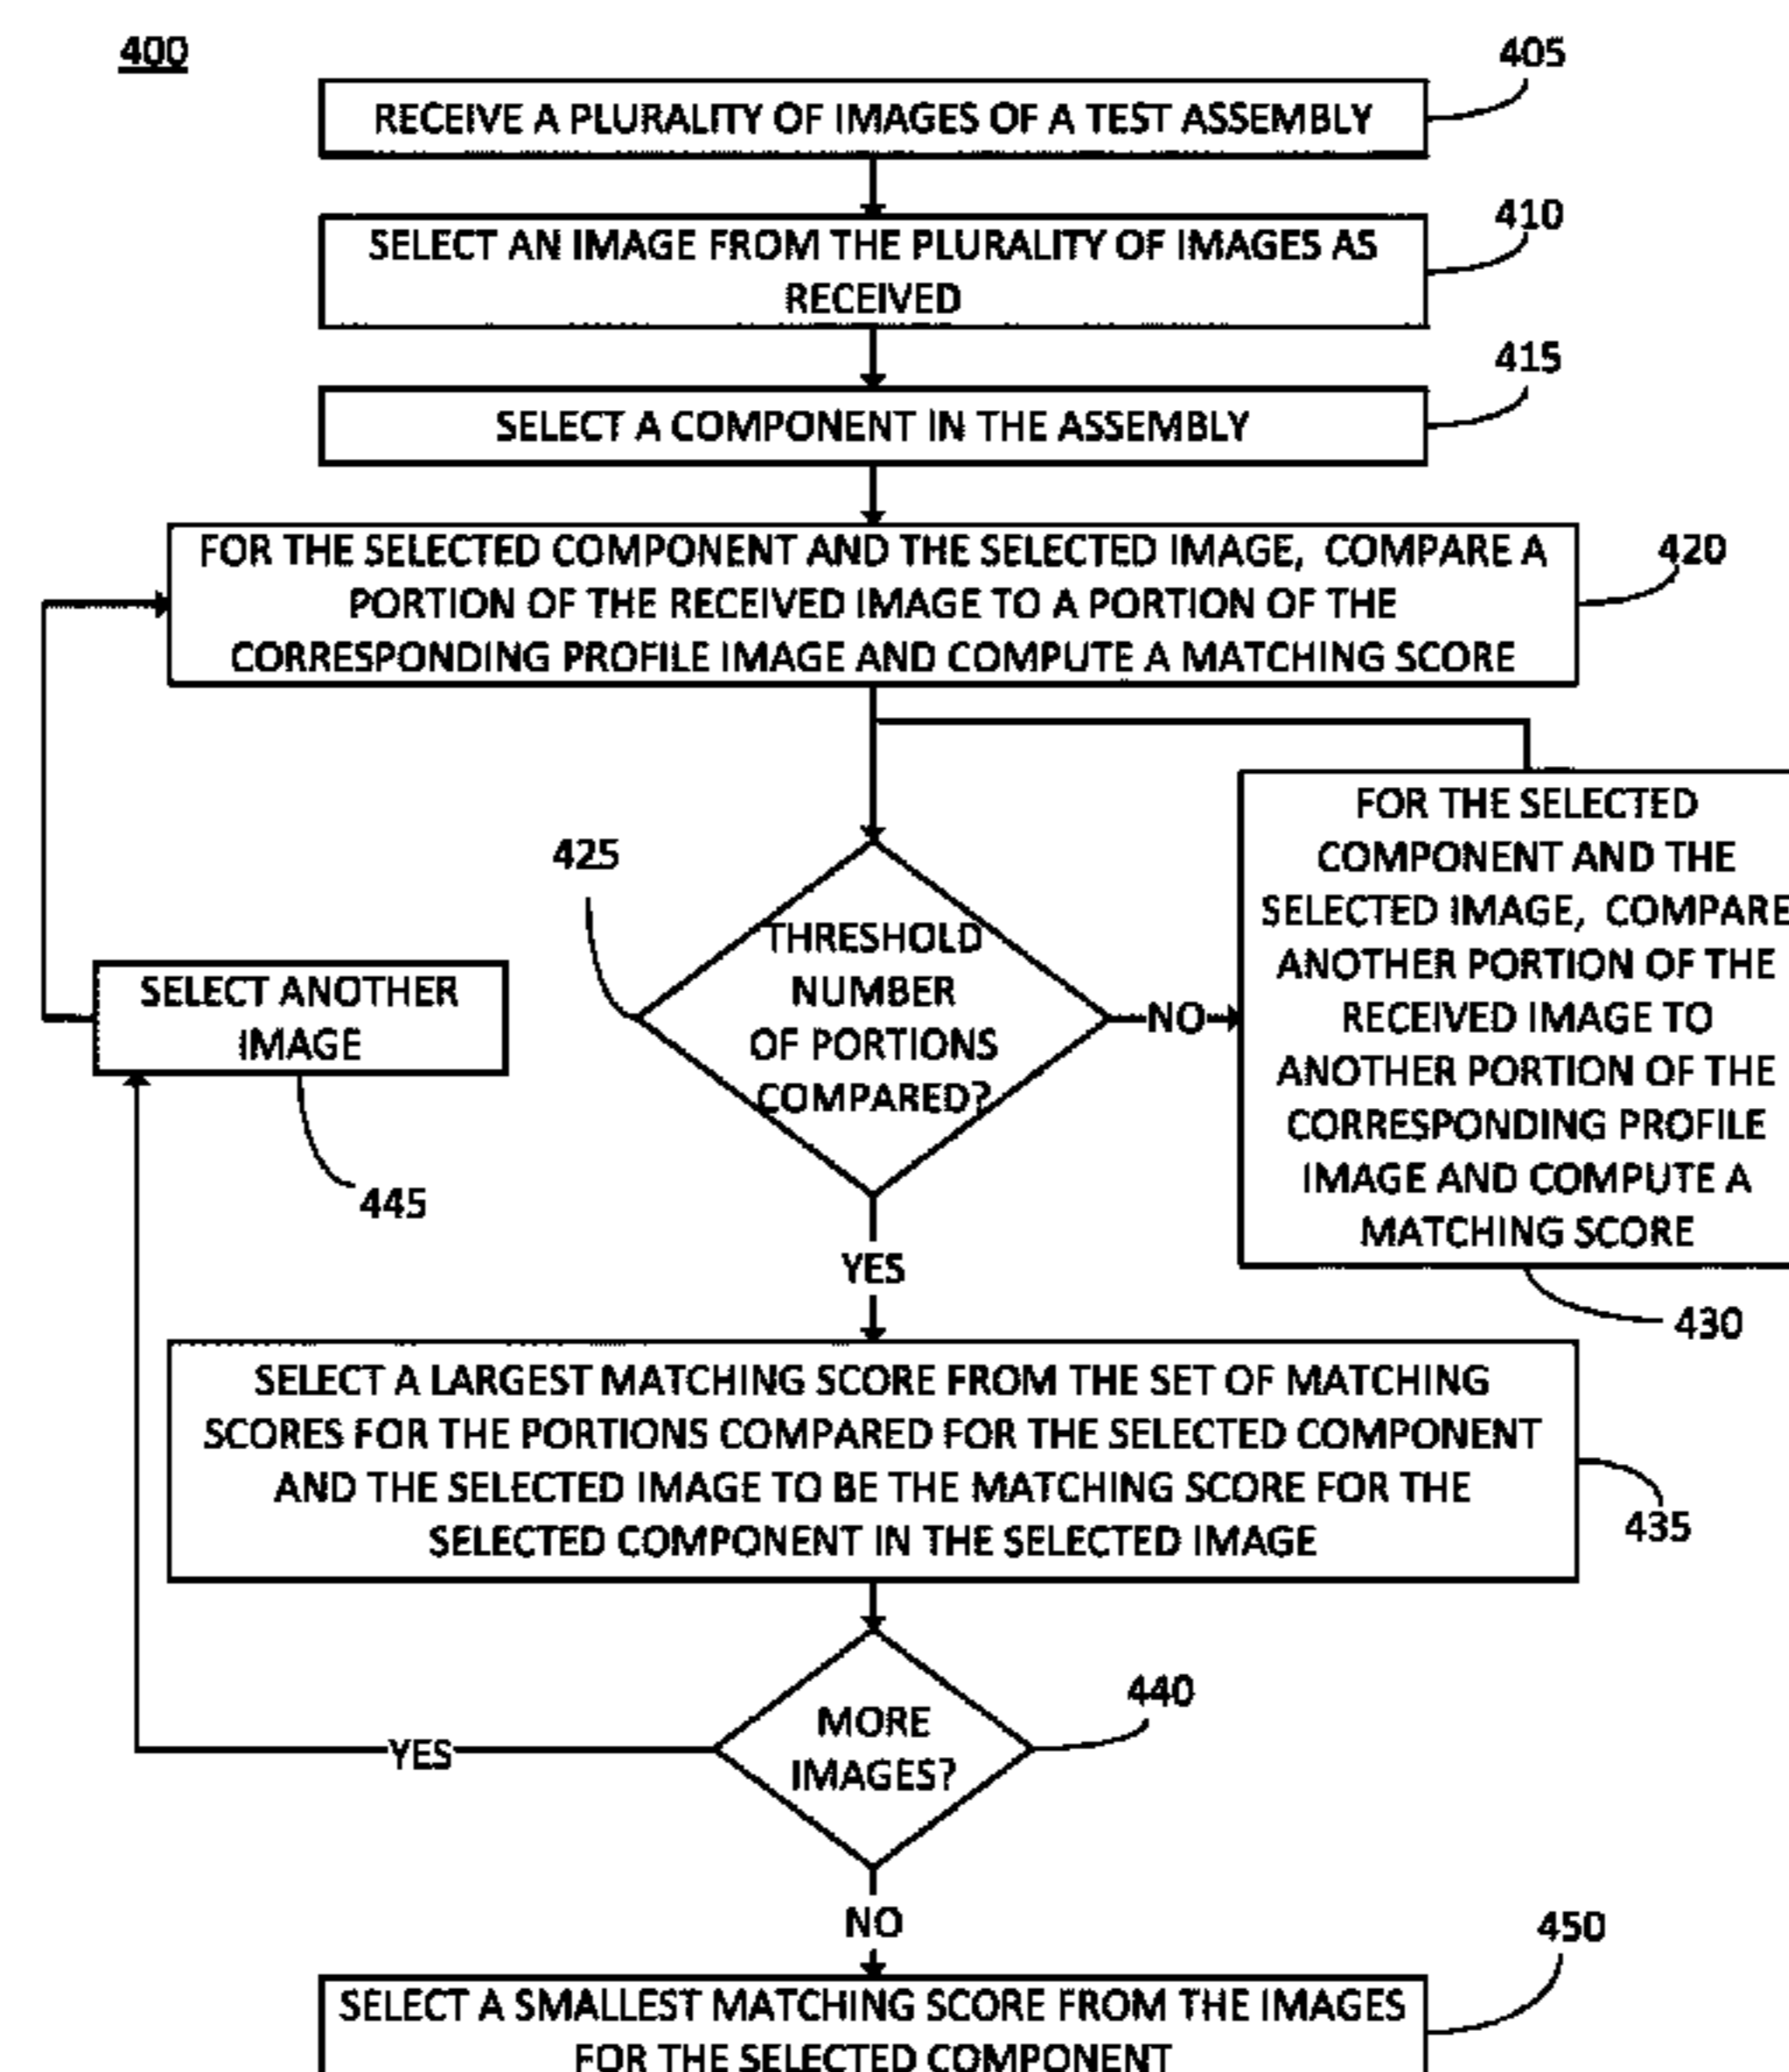 400
405
RECEIVE A PLURALITY OF IMAGES OF A TEST ASSEMBLY
410
SELECT AN IMAGE FROM THE PLURALITY OF IMAGES AS
RECEIVED
415
SELECT A COMPONENT IN THE ASSEMBLY
420
FOR THE SELECTED COMPONENT AND THE SELECTED IMAGE, COMPARE A
PORTION OF THE RECEIVED IMAGE TO A PORTION OF THE
CORRESPONDING PROFILE IMAGE AND COMPUTE A MATCHING SCORE
425
THRESHOLD
NUMBER
OF PORTIONS
COMPARED?
NO
FOR THE SELECTED
COMPONENT AND THE
SELECTED IMAGE, COMPARE
ANOTHER PORTION OF THE
RECEIVED IMAGE TO
ANOTHER PORTION OF THE
CORRESPONDING PROFILE
IMAGE AND COMPUTE A
MATCHING SCORE
430
SELECT ANOTHER
IMAGE
445
YES
SELECT A LARGEST MATCHING SCORE FROM THE SET OF MATCHING
SCORES FOR THE PORTIONS COMPARED FOR THE SELECTED COMPONENT
AND THE SELECTED IMAGE TO BE THE MATCHING SCORE FOR THE
SELECTED COMPONENT IN THE SELECTED IMAGE
435
440
MORE
IMAGES?
YES
NO
450
SELECT A SMALLEST MATCHING SCORE FROM THE IMAGES
FOR THE SELECTED COMPONENT